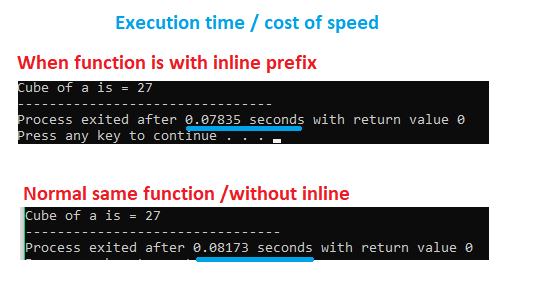 Execution time / cost of speed
When function is with inline prefix
Cube of a is = 27
--------------------------------
Process exited after 0.07835 seconds with return value 0
Press any key to continue . . .
Normal same function /without inline
Cube of a is = 27
--------------------------------
Process exited after 0.08173 seconds with return value 0